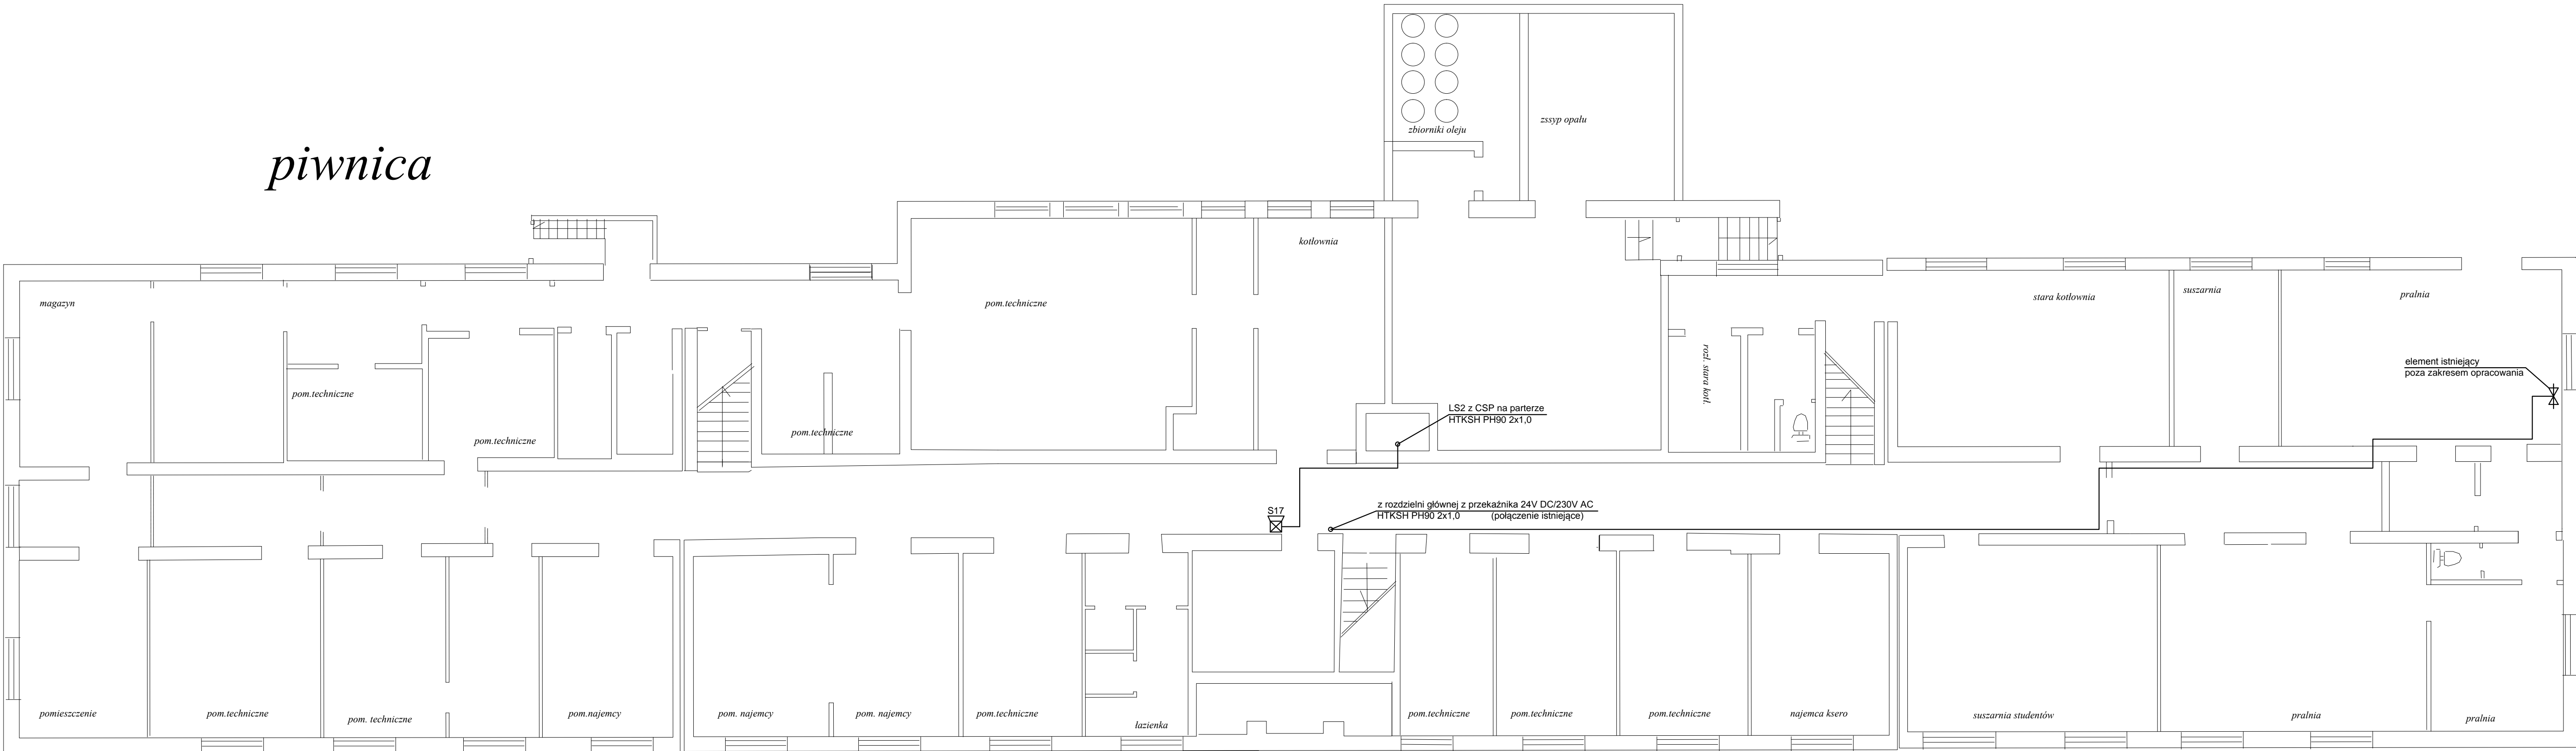 piwnica
zbiorniki oleju
zssyp opału
kotłownia
magazyn
pom.techniczne
stara kotłownia
suszarnia
pralnia
rozl. stara kotł.
element istniejący
poza zakresem opracowania
pom.techniczne
pom.techniczne
pom.techniczne
LS2 z CSP na parterze
HTKSH PH90 2x1,0
S17
z rozdzielni głównej z przekaźnika 24V DC/230V AC
HTKSH PH90 2x1,0 (połączenie istniejące)
pomieszczenie
pom.techniczne
pom. techniczne
pom.najemcy
pom. najemcy
pom. najemcy
pom.techniczne
łazienka
pom.techniczne
pom.techniczne
pom.techniczne
najemca ksero
suszarnia studentów
pralnia
pralnia